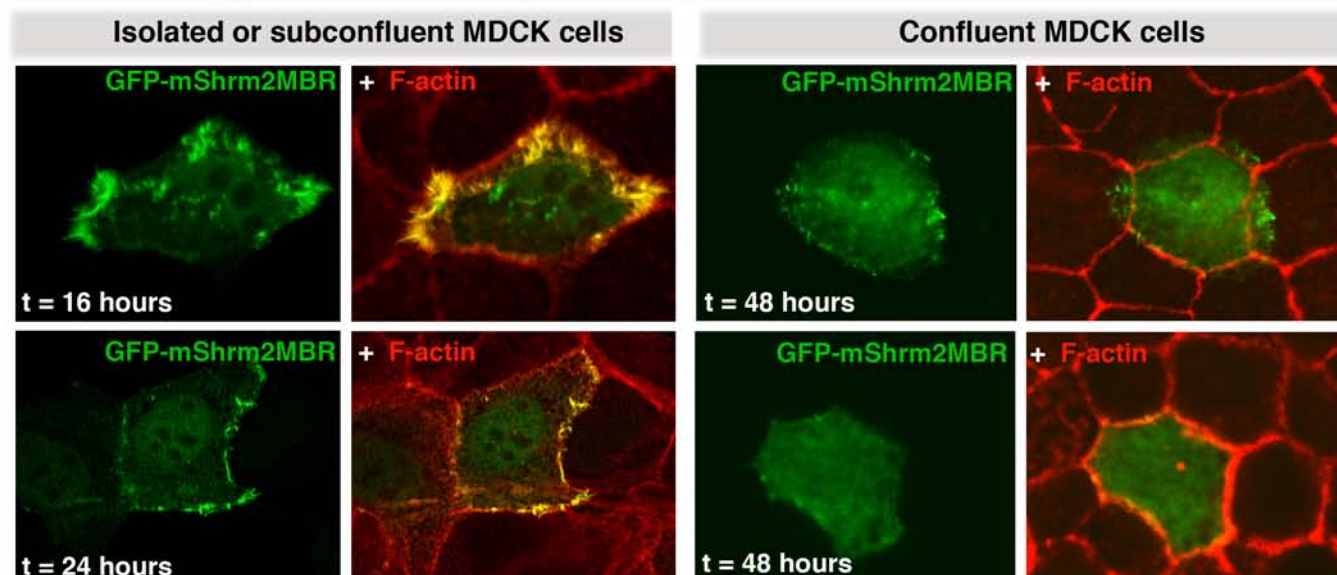 Isolated or subconfluent MDCK cells
Confluent MDCK cells
GFP-mShrm2MBR
+ F-actin
GFP-mShrm2MBR
+ F-actin
t = 16 hours
t = 48 hours
GFP-mShrm2MBR
+ F-actin
GFP-mShrm2MBR
+ F-actin
t = 24 hours
t = 48 hours